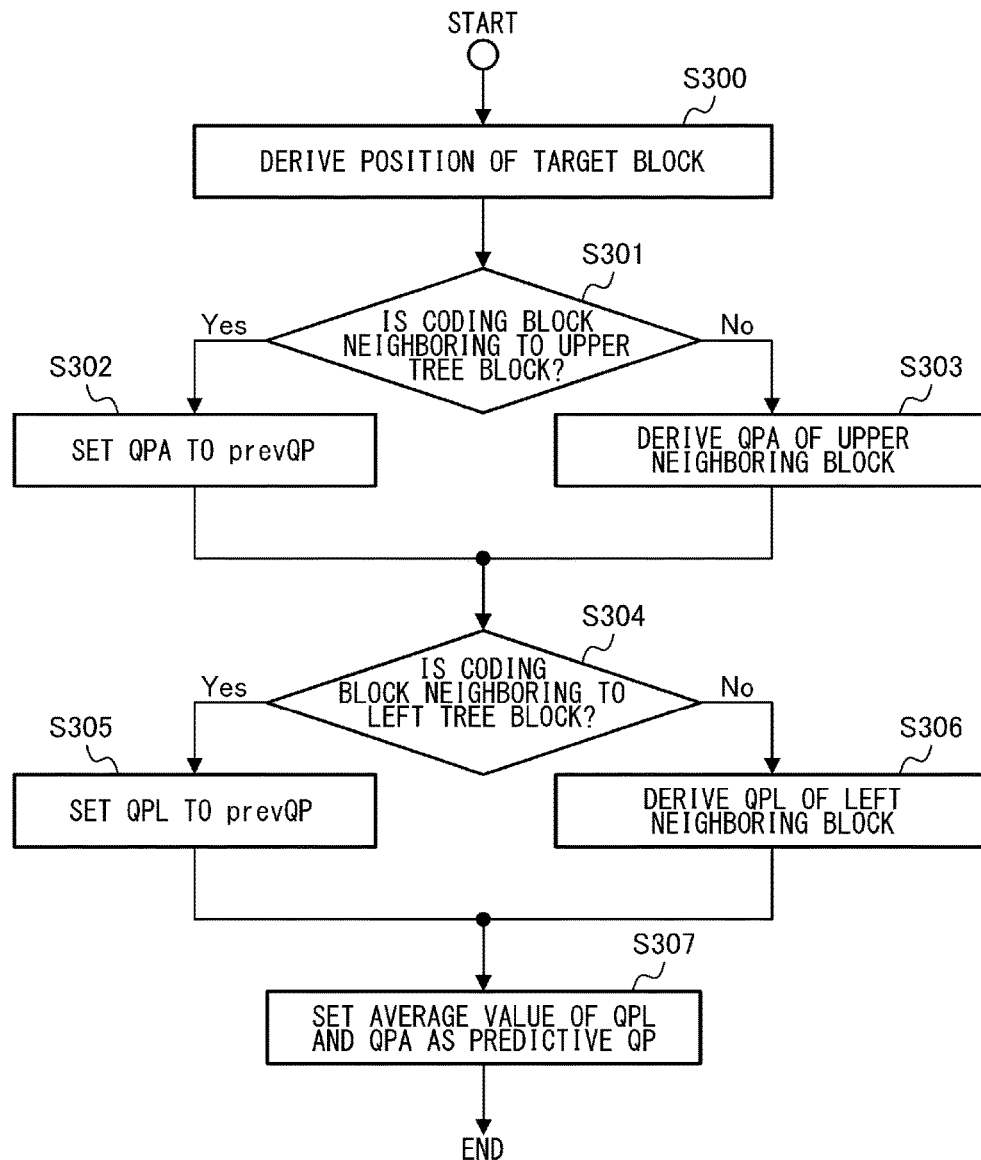 START
S300
DERIVE POSITION OF TARGET BLOCK
S301
IS CODING BLOCK
NEIGHBORING TO UPPER
TREE BLOCK?
Yes
No
S302
SET QPA TO prevQP
S303
DERIVE QPA OF UPPER
NEIGHBORING BLOCK
S304
IS CODING
BLOCK NEIGHBORING TO
LEFT TREE BLOCK?
Yes
No
S305
SET QPL TO prevQP
S306
DERIVE QPL OF LEFT
NEIGHBORING BLOCK
S307
SET AVERAGE VALUE OF QPL
AND QPA AS PREDICTIVE QP
END